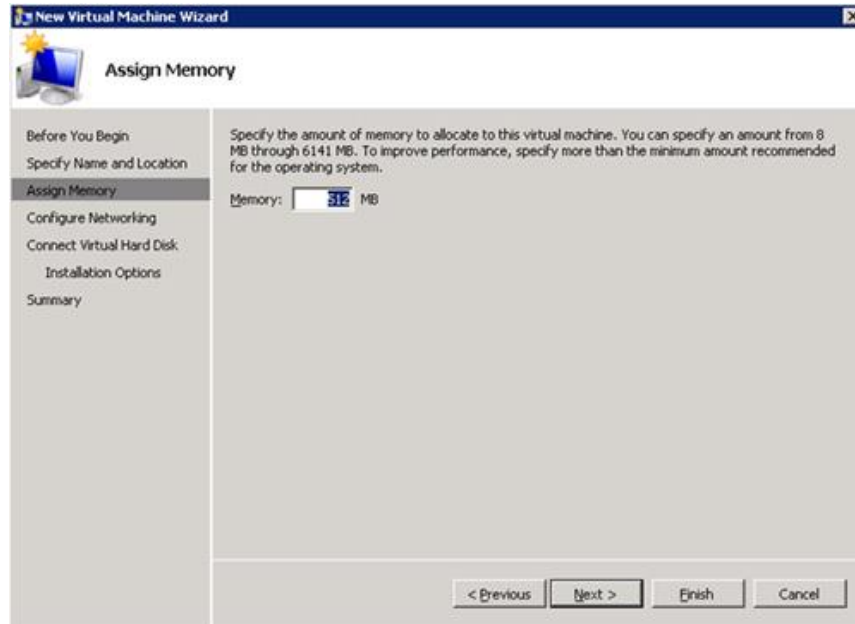 New Virtual Machine Wizard
Assign Memory
Before You Begin
Specify Name and Location
Assign Memory
Configure Networking
Connect Virtual Hard Disk
Installation Options
Summary
Specify the amount of memory to allocate to this virtual machine. You can specify an amount from 8
MB through 6141 MB. To improve performance, specify more than the minimum amount recommended
for the operating system.
Memory: 512 MB
< Previous Next > Finish Cancel